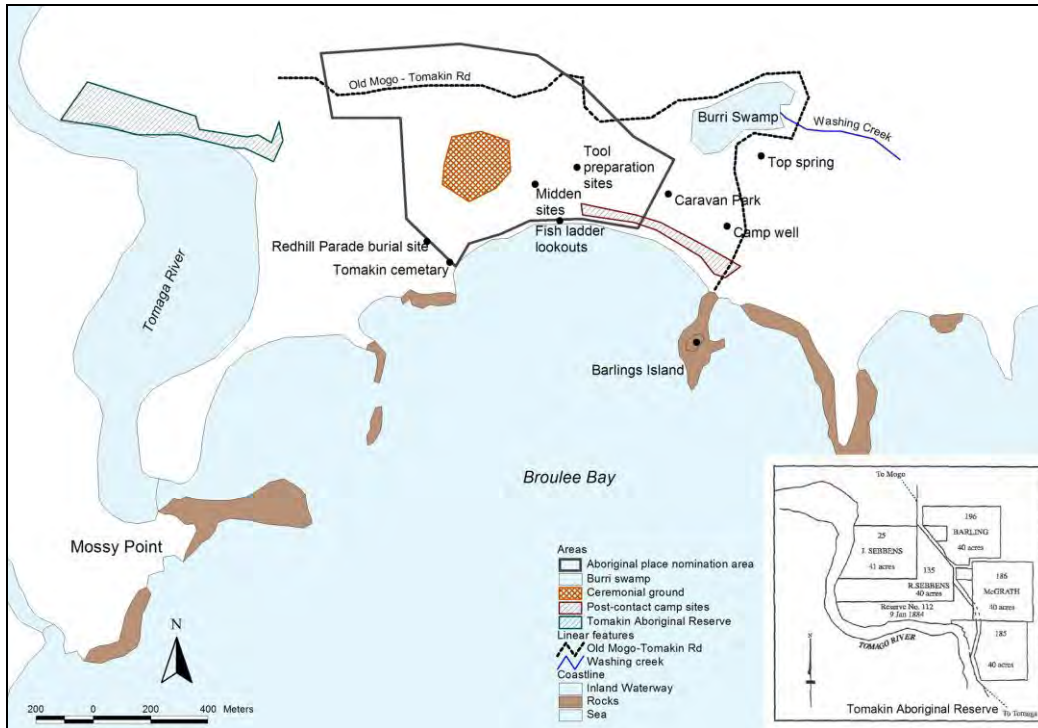 Old Mogo - Tomakin Rd
Burri Swamp
Washing Creek
Tool
preparation
sites
Top spring
Midden
sites
Caravan Park
Fish ladder
lookouts
Camp well
Redhill Parade burial site
Tomakin cemetary
Tomaga River
Barlings Island
Broulee Bay
Mossy Point
N
200 0 200 400 Meters
Areas
Aboriginal place nomination area
Burri swamp
Ceremonial ground
Post-contact camp sites
Tomakin Aboriginal Reserve
Linear features
Old Mogo-Tomakin Rd
Washing creek
Coastline
Inland Waterway
Rocks
Sea
To Mogo
196
BARLING
40 acres
25
J. SEBBENS
41 acres
135
R.SEBBENS
40 acres
186
McGRATH
40 acres
Reserve No. 112
9 Jan 1884
TOMAGO RIVER
185
40 acres
To Tomaga
Tomakin Aboriginal Reserve